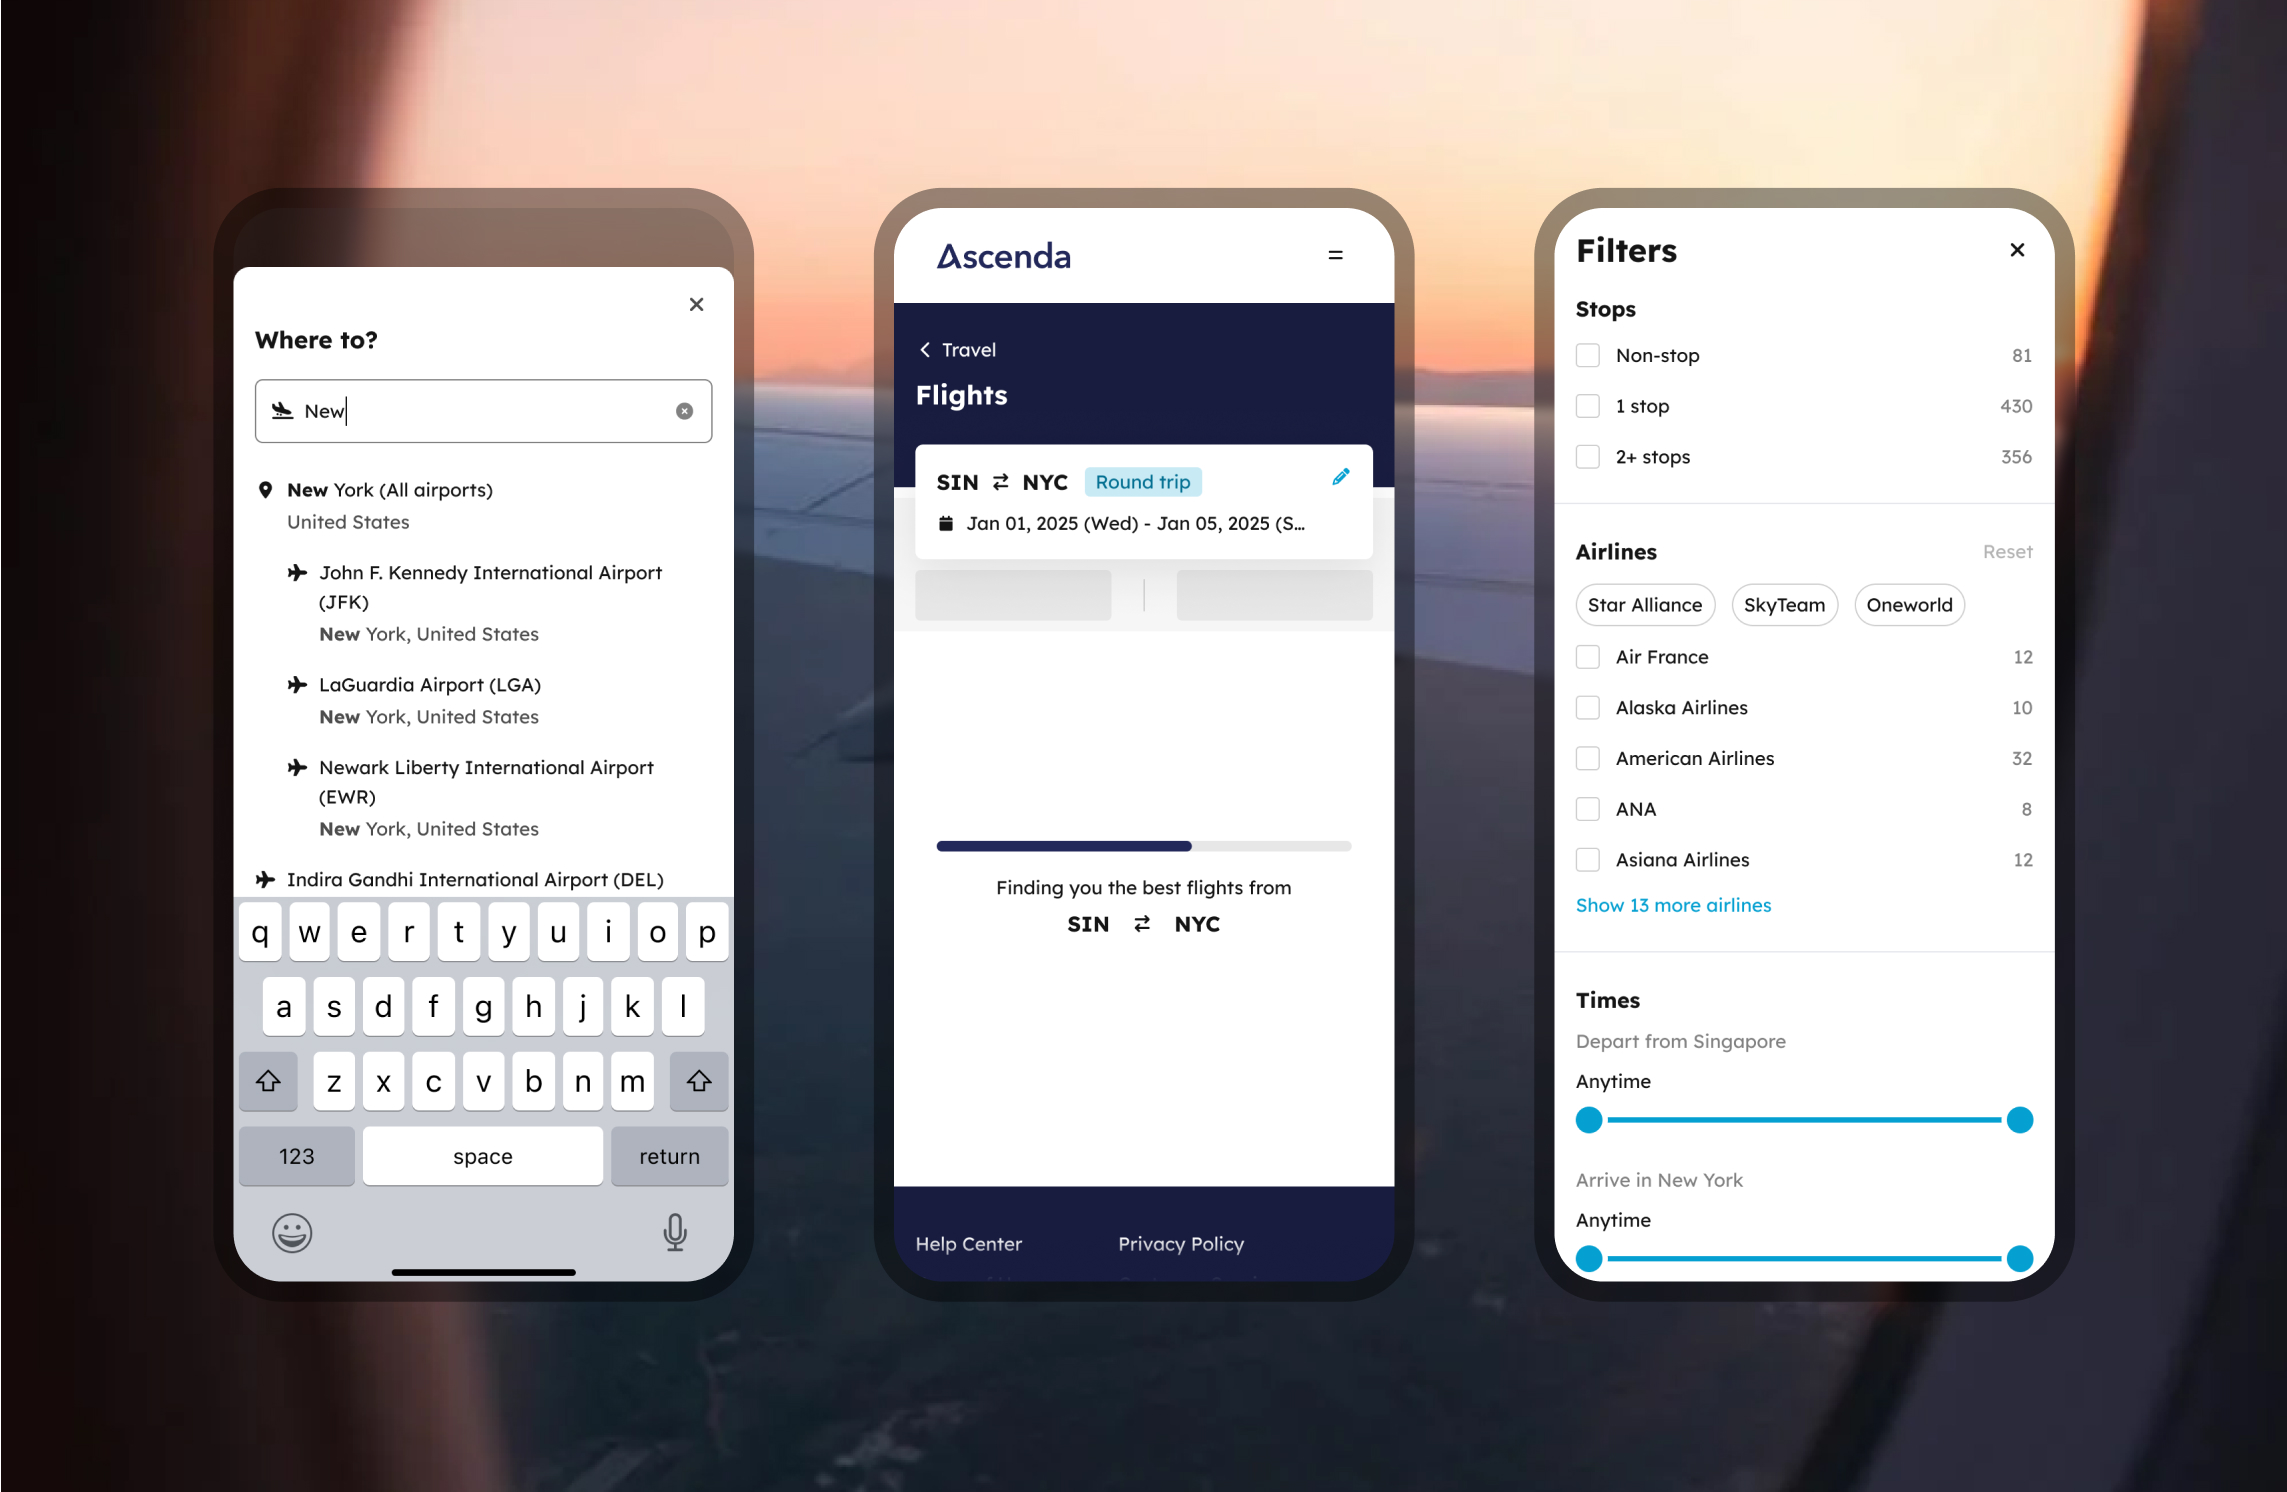 Where to?
New
New York (All airports)
United States
John F. Kennedy International Airport
(JFK)
New York, United States
LaGuardia Airport (LGA)
New York, United States
Newark Liberty International Airport
(EWR)
New York, United States
Indira Gandhi International Airport (DEL)
q w e r t y u i o p
a s d f g h j k l
z x c v b n m
123 space return
Ascenda
Travel
Flights
SIN NYC Round trip
Jan 01, 2025 (Wed) - Jan 05, 2025 (S...
Finding you the best flights from
SIN NYC
Help Center Privacy Policy
Filters
Stops
Non-stop 81
1 stop 430
2+ stops 356
Airlines Reset
Star Alliance SkyTeam Oneworld
Air France 12
Alaska Airlines 10
American Airlines 32
ANA 8
Asiana Airlines 12
Show 13 more airlines
Times
Depart from Singapore
Anytime
Arrive in New York
Anytime